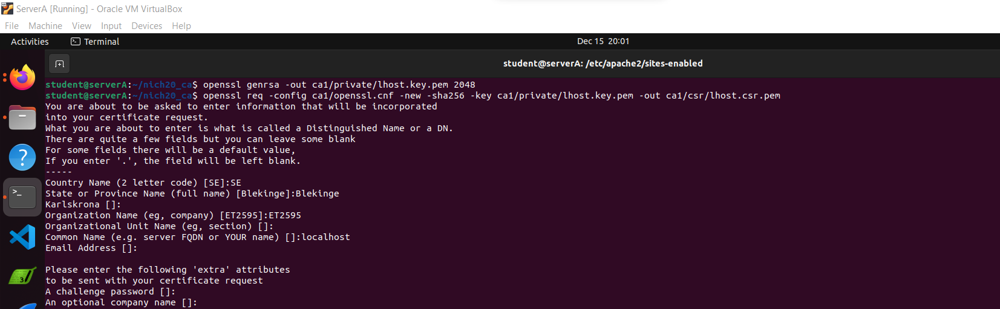 ServerA [Running] - Oracle VM VirtualBox
File Machine View Input Devices Help
Activities Terminal Dec 15 20:01
student@serverA: /etc/apache2/sites-enabled
student@serverA:~/nich20_ca$ openssl genrsa -out ca1/private/lhost.key.pem 2048
student@serverA:~/nich20_ca$ openssl req -config ca1/openssl.cnf -new -sha256 -key ca1/private/lhost.key.pem -out ca1/csr/lhost.csr.pem
You are about to be asked to enter information that will be incorporated
into your certificate request.
What you are about to enter is what is called a Distinguished Name or a DN.
There are quite a few fields but you can leave some blank
For some fields there will be a default value,
If you enter '.', the field will be left blank.
-----
Country Name (2 letter code) [SE]:SE
State or Province Name (full name) [Blekinge]:Blekinge
Karlskrona []:
Organization Name (eg, company) [ET2595]:ET2595
Organizational Unit Name (eg, section) []:
Common Name (e.g. server FQDN or YOUR name) []:localhost
Email Address []:
Please enter the following 'extra' attributes
to be sent with your certificate request
A challenge password []:
An optional company name []: